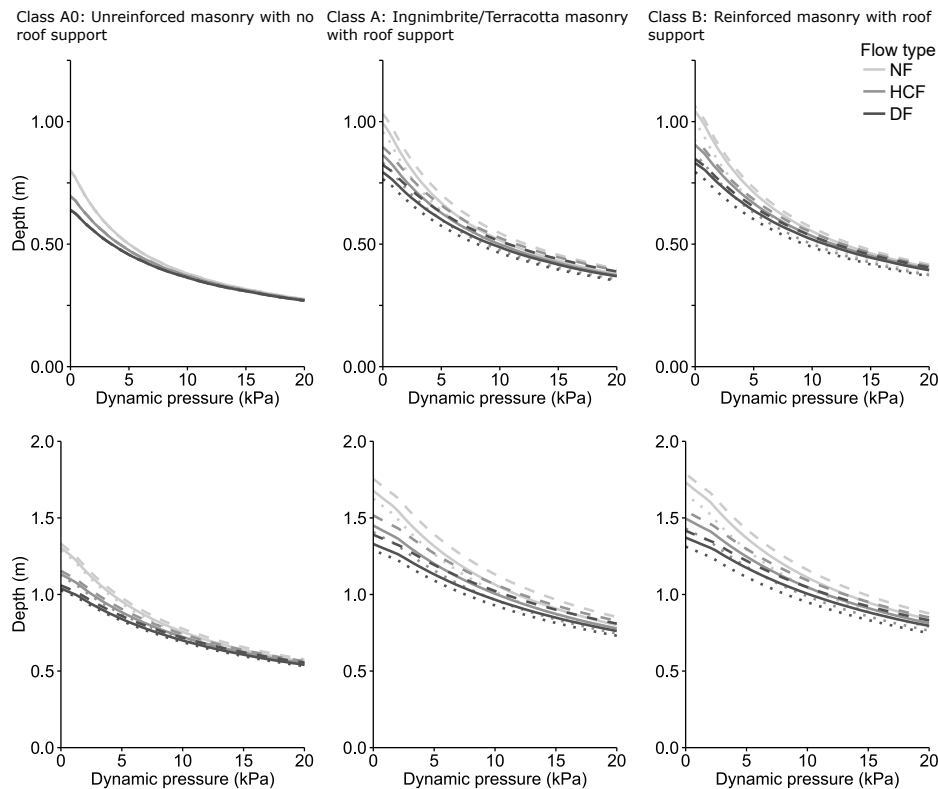 Class A0: Unreinforced masonry with no
roof support
Class A: Ingnimbrite/Terracotta masonry
with roof support
Class B: Reinforced masonry with roof
support
Flow type
NF
HCF
DF
Depth (m)
1.00
0.50
0.00
0 5 10 15 20
Dynamic pressure (kPa)
1.00
0.50
0.00
0 5 10 15 20
Dynamic pressure (kPa)
1.00
0.50
0.00
0 5 10 15 20
Dynamic pressure (kPa)
Depth (m)
2.0
1.5
1.0
0.5
0.0
0 5 10 15 20
Dynamic pressure (kPa)
2.0
1.5
1.0
0.5
0.0
0 5 10 15 20
Dynamic pressure (kPa)
2.0
1.5
1.0
0.5
0.0
0 5 10 15 20
Dynamic pressure (kPa)